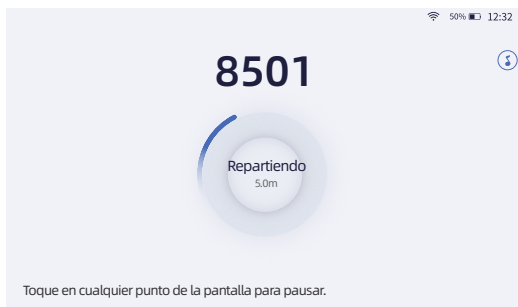 50% 12:32
8501
Repartiendo
5.0m
Toque en cualquier punto de la pantalla para pausar.